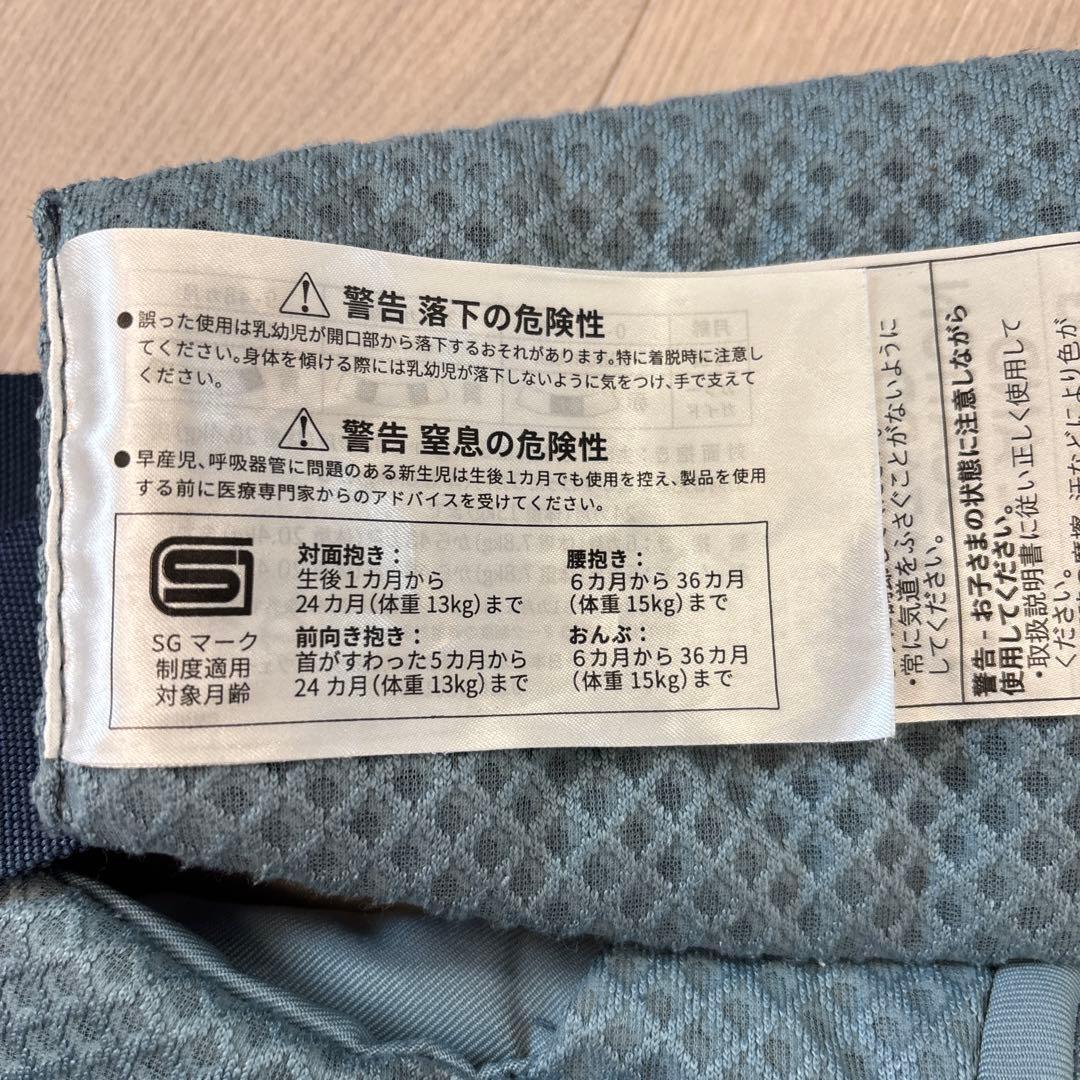 警告 落下の危険性
●誤った使用は乳幼児が開口部から落下するおそれがあります。特に着脱時に注意し
てください。身体を傾ける際には乳幼児が落下しないように気をつけ、手で支えて
ください。
警告 窒息の危険性
●早産児、呼吸器管に問題のある新生児は生後1カ月でも使用を控え、製品を使用
する前に医療専門家からのアドバイスを受けてください。
SG マーク
制度適用
対象月齢
対面抱き：
生後1カ月から
24カ月（体重13kg）まで
前向き抱き：
首がすわった5カ月から
24カ月（体重13kg）まで
腰抱き：
6カ月から36カ月
（体重15kg）まで
おんぶ：
6カ月から36カ月
（体重15kg）まで
・常に気道をふさぐことがないように
してください。
警告 - お子さまの状態に注意しながら
使用してください。
・取扱説明書に従い正しく使用して
ください。
などにより色が